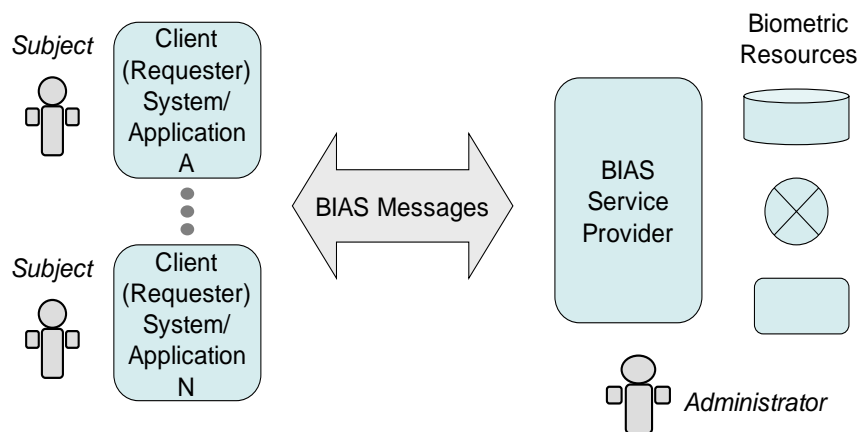 Subject
Client
(Requester)
System/
Application
A
Subject
Client
(Requester)
System/
Application
N
BIAS Messages
BIAS
Service
Provider
Biometric
Resources
Administrator